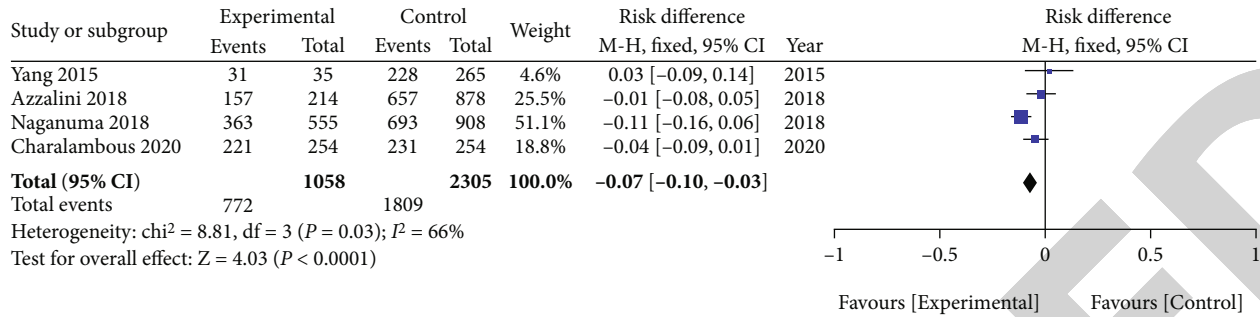 Study or subgroup Experimental Control Weight Risk difference Risk difference
Events Total Events Total M-H, fixed, 95% CI Year M-H, fixed, 95% CI
Yang 2015 31 35 228 265 4.6% 0.03 [–0.09, 0.14] 2015
Azzalini 2018 157 214 657 878 25.5% –0.01 [–0.08, 0.05] 2018
Naganuma 2018 363 555 693 908 51.1% –0.11 [–0.16, 0.06] 2018
Charalambous 2020 221 254 231 254 18.8% –0.04 [–0.09, 0.01] 2020
Total (95% CI) 1058 2305 100.0% –0.07 [–0.10, –0.03]
Total events 772 1809
Heterogeneity: chi² = 8.81, df = 3 (P = 0.03); I² = 66%
Test for overall effect: Z = 4.03 (P < 0.0001)
–1 –0.5 0 0.5 1
Favours [Experimental] Favours [Control]